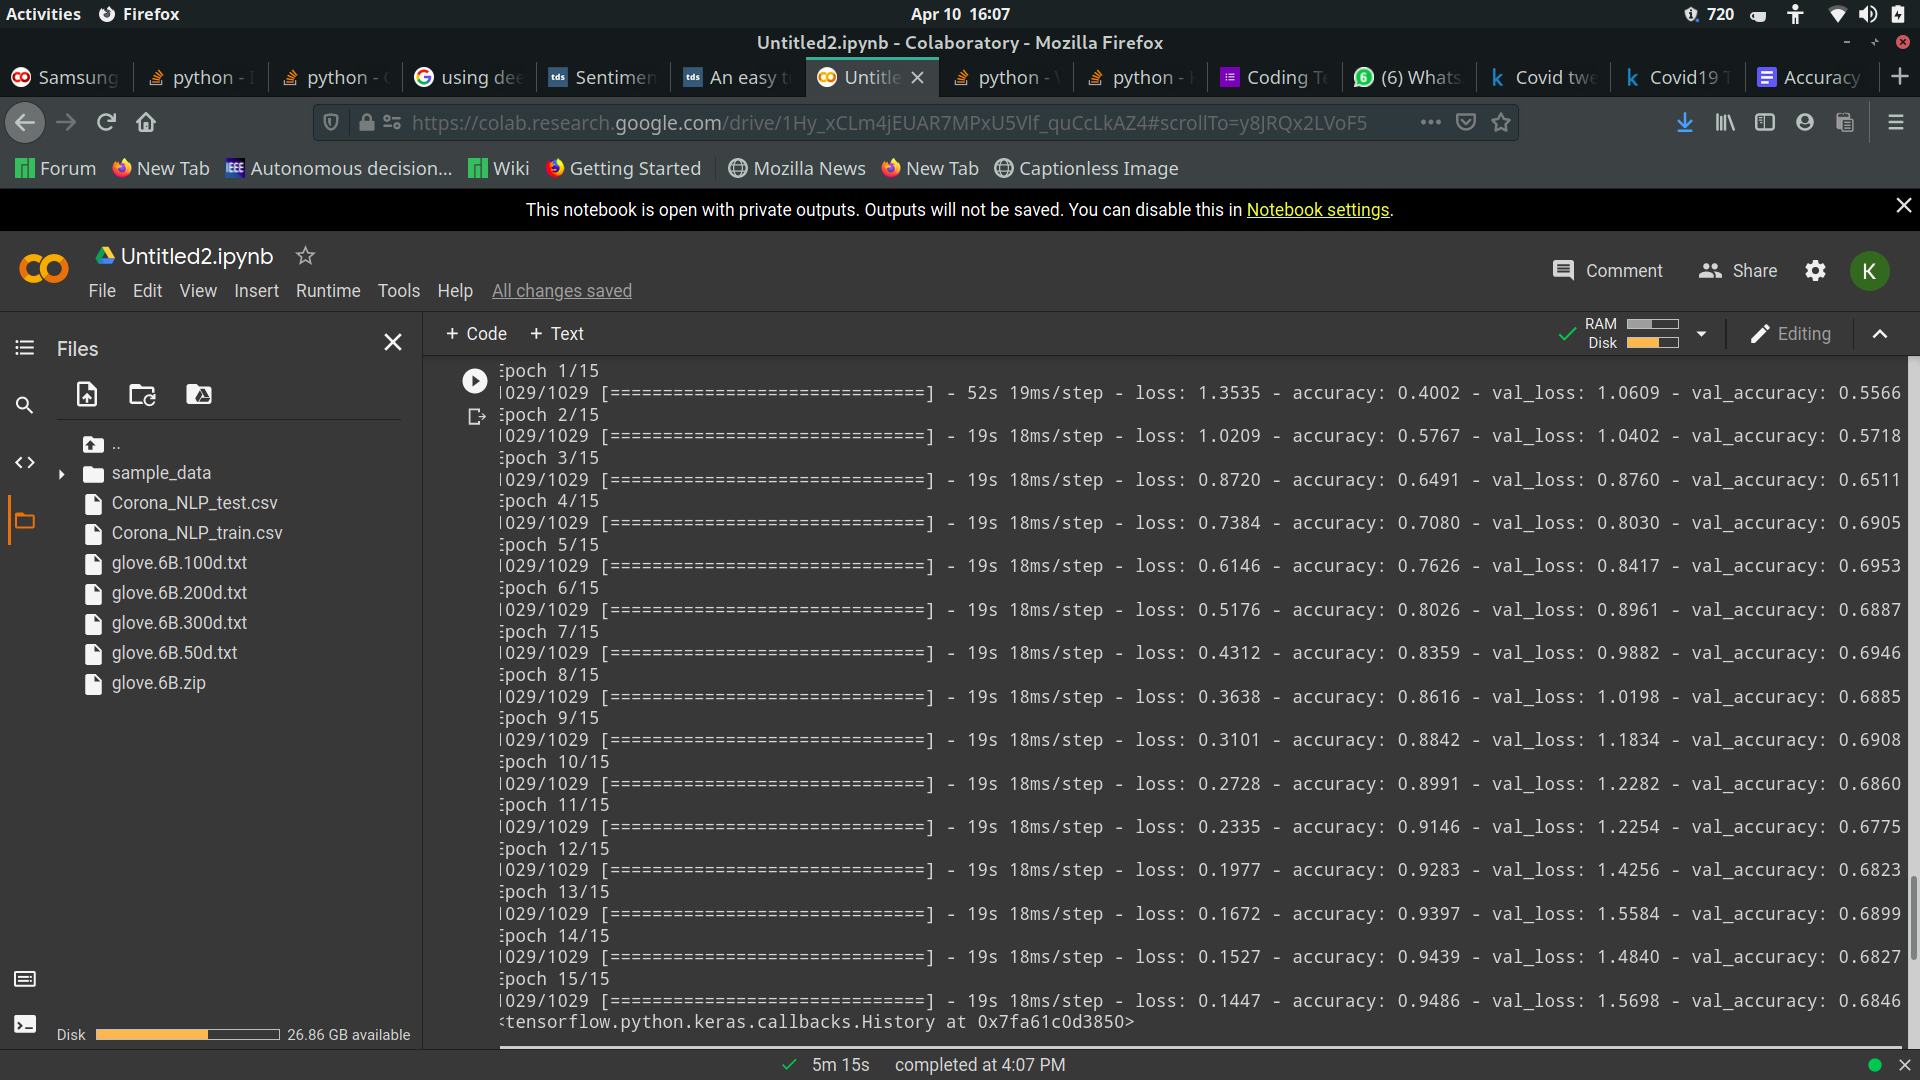 Activities Firefox Apr 10 16:07 720
Untitled2.ipynb - Colaboratory - Mozilla Firefox
Samsung python - python - using dee Sentimen An easy t Untitle python - python - Coding Te (6) Whats Covid twe Covid19 T Accuracy
https://colab.research.google.com/drive/1Hy_xCLm4jEUAR7MPxU5Vlf_quCcLkAZ4#scrollTo=y8JRQx2LVoF5
Forum New Tab IEEE Autonomous decision... Wiki Getting Started Mozilla News New Tab Captionless Image
This notebook is open with private outputs. Outputs will not be saved. You can disable this in Notebook settings.
Untitled2.ipynb
Comment Share K
File Edit View Insert Runtime Tools Help All changes saved
Files
+ Code + Text RAM Disk Editing
..
sample_data
Corona_NLP_test.csv
Corona_NLP_train.csv
glove.6B.100d.txt
glove.6B.200d.txt
glove.6B.300d.txt
glove.6B.50d.txt
glove.6B.zip
Disk 26.86 GB available
Epoch 1/15
1029/1029 [==============================] - 52s 19ms/step - loss: 1.3535 - accuracy: 0.4002 - val_loss: 1.0609 - val_accuracy: 0.5566
Epoch 2/15
1029/1029 [==============================] - 19s 18ms/step - loss: 1.0209 - accuracy: 0.5767 - val_loss: 1.0402 - val_accuracy: 0.5718
Epoch 3/15
1029/1029 [==============================] - 19s 18ms/step - loss: 0.8720 - accuracy: 0.6491 - val_loss: 0.8760 - val_accuracy: 0.6511
Epoch 4/15
1029/1029 [==============================] - 19s 18ms/step - loss: 0.7384 - accuracy: 0.7080 - val_loss: 0.8030 - val_accuracy: 0.6905
Epoch 5/15
1029/1029 [==============================] - 19s 18ms/step - loss: 0.6146 - accuracy: 0.7626 - val_loss: 0.8417 - val_accuracy: 0.6953
Epoch 6/15
1029/1029 [==============================] - 19s 18ms/step - loss: 0.5176 - accuracy: 0.8026 - val_loss: 0.8961 - val_accuracy: 0.6887
Epoch 7/15
1029/1029 [==============================] - 19s 18ms/step - loss: 0.4312 - accuracy: 0.8359 - val_loss: 0.9882 - val_accuracy: 0.6946
Epoch 8/15
1029/1029 [==============================] - 19s 18ms/step - loss: 0.3638 - accuracy: 0.8616 - val_loss: 1.0198 - val_accuracy: 0.6885
Epoch 9/15
1029/1029 [==============================] - 19s 18ms/step - loss: 0.3101 - accuracy: 0.8842 - val_loss: 1.1834 - val_accuracy: 0.6908
Epoch 10/15
1029/1029 [==============================] - 19s 18ms/step - loss: 0.2728 - accuracy: 0.8991 - val_loss: 1.2282 - val_accuracy: 0.6860
Epoch 11/15
1029/1029 [==============================] - 19s 18ms/step - loss: 0.2335 - accuracy: 0.9146 - val_loss: 1.2254 - val_accuracy: 0.6775
Epoch 12/15
1029/1029 [==============================] - 19s 18ms/step - loss: 0.1977 - accuracy: 0.9283 - val_loss: 1.4256 - val_accuracy: 0.6823
Epoch 13/15
1029/1029 [==============================] - 19s 18ms/step - loss: 0.1672 - accuracy: 0.9397 - val_loss: 1.5584 - val_accuracy: 0.6899
Epoch 14/15
1029/1029 [==============================] - 19s 18ms/step - loss: 0.1527 - accuracy: 0.9439 - val_loss: 1.4840 - val_accuracy: 0.6827
Epoch 15/15
1029/1029 [==============================] - 19s 18ms/step - loss: 0.1447 - accuracy: 0.9486 - val_loss: 1.5698 - val_accuracy: 0.6846
<tensorflow.python.keras.callbacks.History at 0x7fa61c0d3850>
5m 15s completed at 4:07 PM